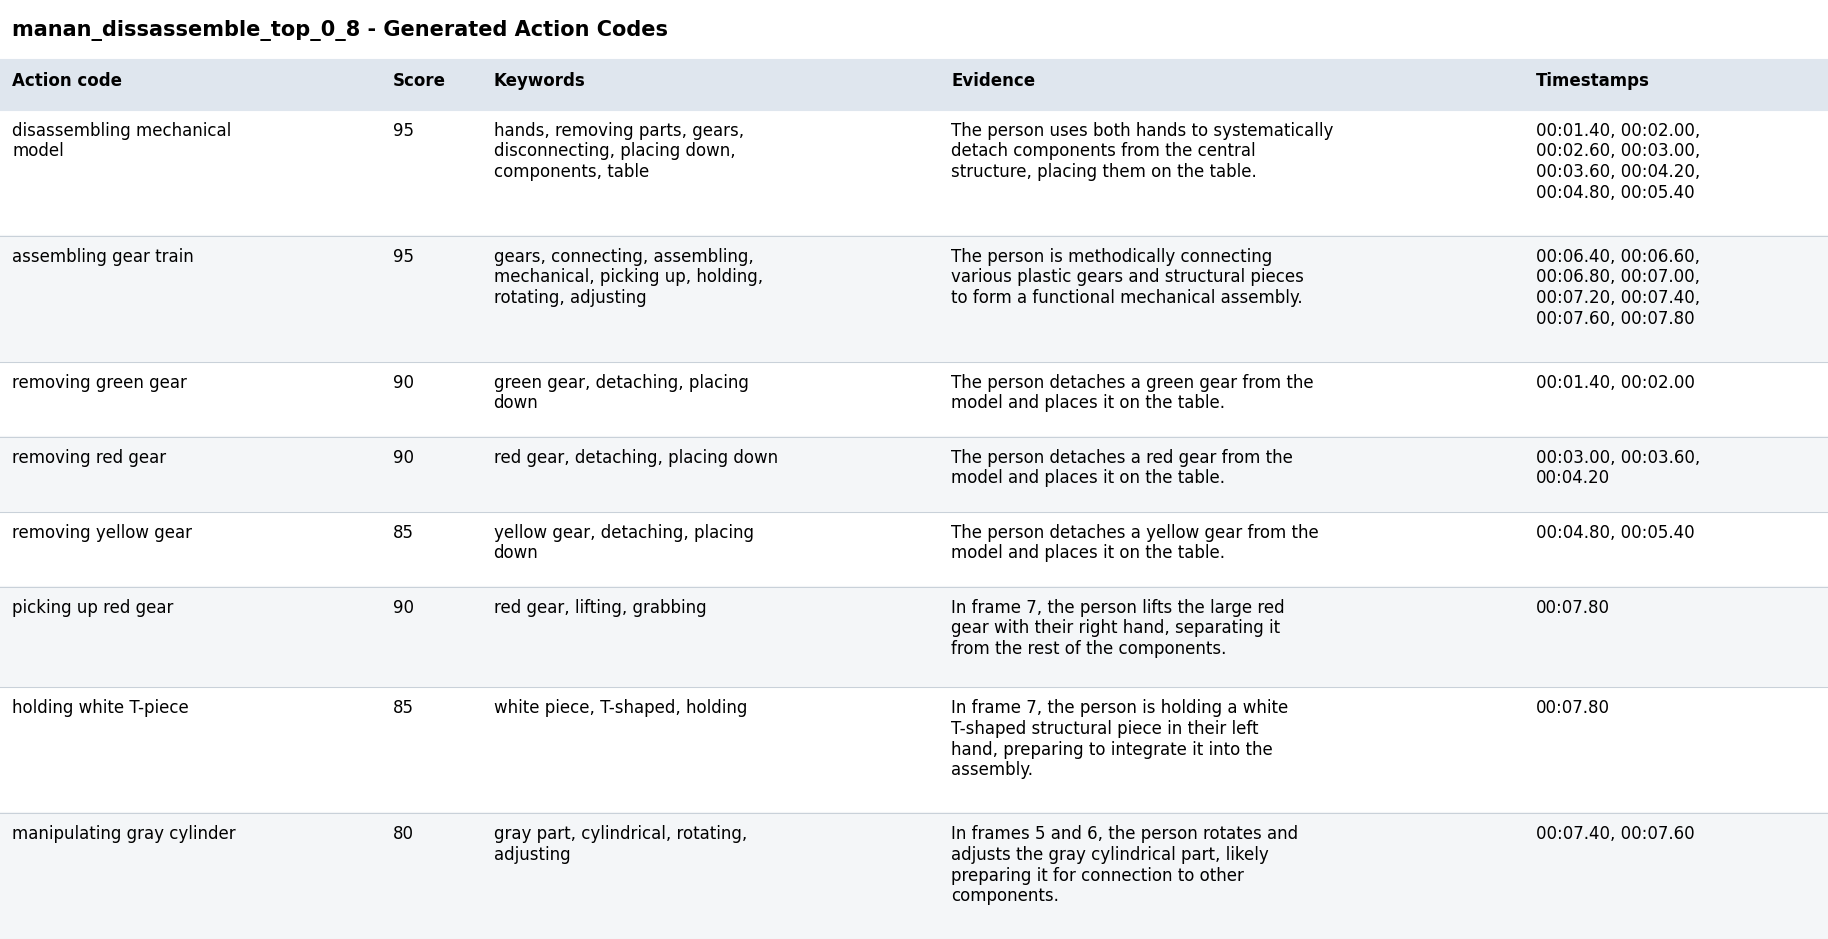 manan_dissassemble_top_0_8 - Generated Action Codes
Action code Score Keywords Evidence Timestamps
disassembling mechanical 95 hands, removing parts, gears, The person uses both hands to systematically 00:01.40, 00:02.00,
model disconnecting, placing down, detach components from the central 00:02.60, 00:03.00,
components, table structure, placing them on the table. 00:03.60, 00:04.20,
00:04.80, 00:05.40
assembling gear train 95 gears, connecting, assembling, The person is methodically connecting 00:06.40, 00:06.60,
mechanical, picking up, holding, various plastic gears and structural pieces 00:06.80, 00:07.00,
rotating, adjusting to form a functional mechanical assembly. 00:07.20, 00:07.40,
00:07.60, 00:07.80
removing green gear 90 green gear, detaching, placing The person detaches a green gear from the 00:01.40, 00:02.00
down model and places it on the table.
removing red gear 90 red gear, detaching, placing down The person detaches a red gear from the 00:03.00, 00:03.60,
model and places it on the table. 00:04.20
removing yellow gear 85 yellow gear, detaching, placing The person detaches a yellow gear from the 00:04.80, 00:05.40
down model and places it on the table.
picking up red gear 90 red gear, lifting, grabbing In frame 7, the person lifts the large red 00:07.80
gear with their right hand, separating it
from the rest of the components.
holding white T-piece 85 white piece, T-shaped, holding In frame 7, the person is holding a white 00:07.80
T-shaped structural piece in their left
hand, preparing to integrate it into the
assembly.
manipulating gray cylinder 80 gray part, cylindrical, rotating, In frames 5 and 6, the person rotates and 00:07.40, 00:07.60
adjusting adjusts the gray cylindrical part, likely
preparing it for connection to other
components.